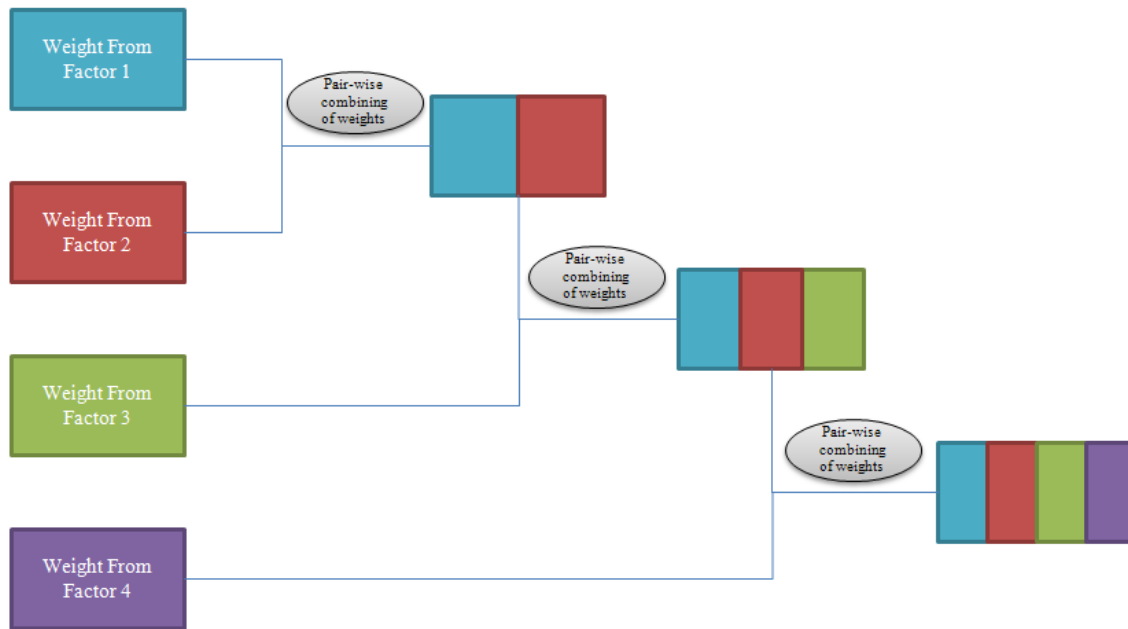 Weight From
Factor 1
Pair-wise
combining
of weights
Weight From
Factor 2
Pair-wise
combining
of weights
Weight From
Factor 3
Pair-wise
combining
of weights
Weight From
Factor 4